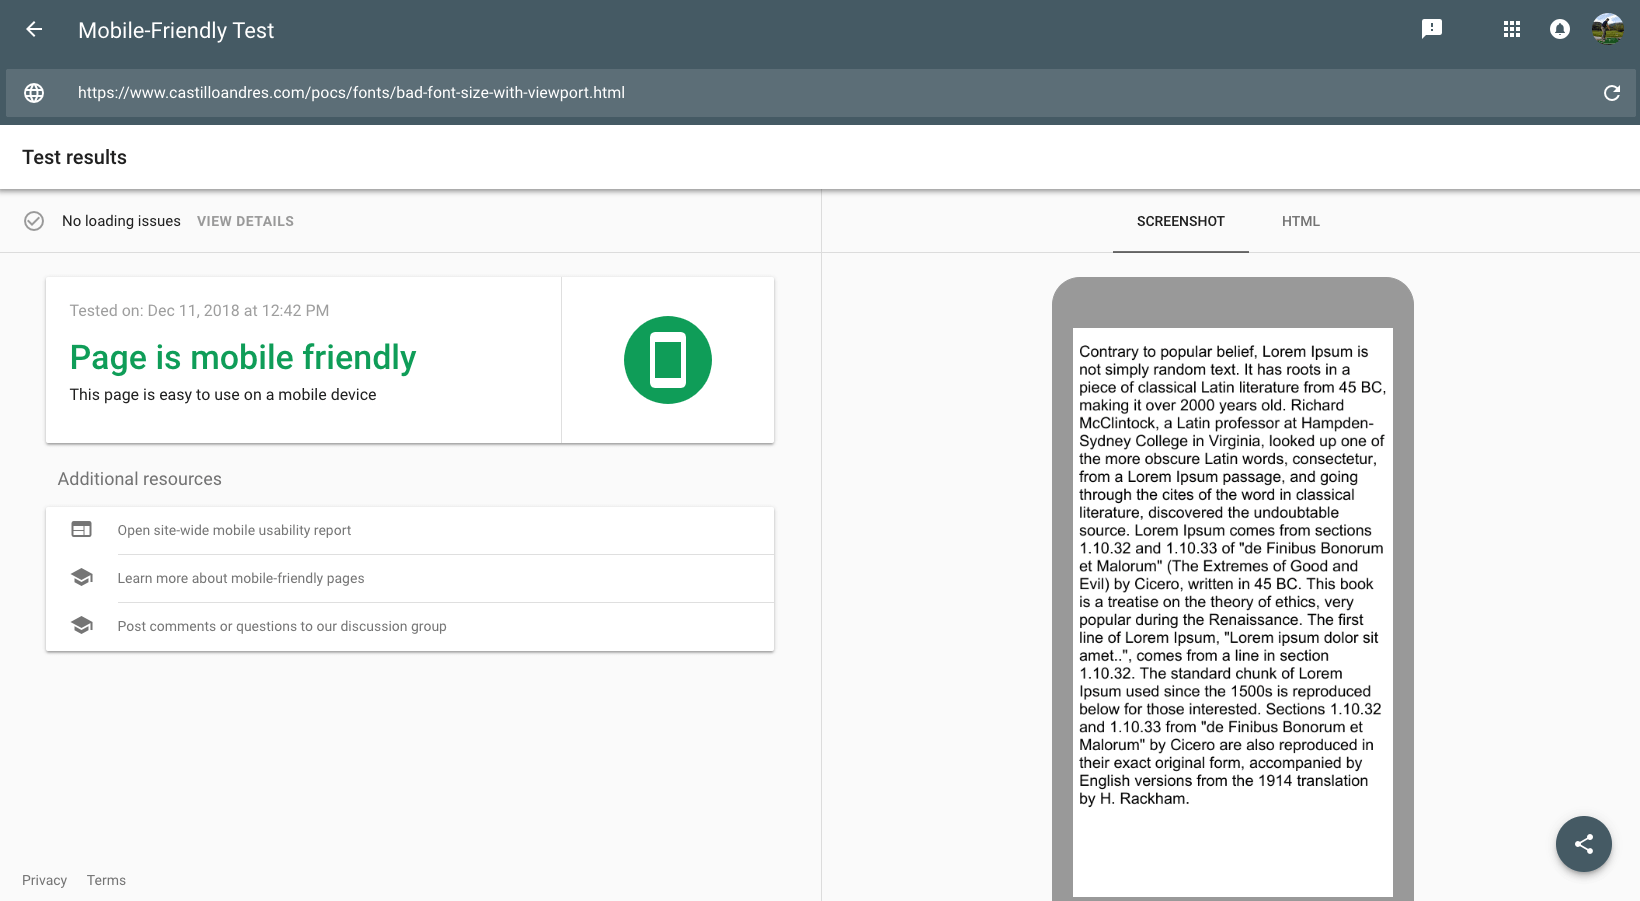 Mobile-Friendly Test
https://www.castilloandres.com/pocs/fonts/bad-font-size-with-viewport.html
Test results
No loading issues VIEW DETAILS
SCREENSHOT HTML
Tested on: Dec 11, 2018 at 12:42 PM
Page is mobile friendly
This page is easy to use on a mobile device
Additional resources
Open site-wide mobile usability report
Learn more about mobile-friendly pages
Post comments or questions to our discussion group
Contrary to popular belief, Lorem Ipsum is
not simply random text. It has roots in a
piece of classical Latin literature from 45 BC,
making it over 2000 years old. Richard
McClintock, a Latin professor at Hampden-
Sydney College in Virginia, looked up one of
the more obscure Latin words, consectetur,
from a Lorem Ipsum passage, and going
through the cites of the word in classical
literature, discovered the undoubtable
source. Lorem Ipsum comes from sections
1.10.32 and 1.10.33 of "de Finibus Bonorum
et Malorum" (The Extremes of Good and
Evil) by Cicero, written in 45 BC. This book
is a treatise on the theory of ethics, very
popular during the Renaissance. The first
line of Lorem Ipsum, "Lorem ipsum dolor sit
amet..", comes from a line in section
1.10.32. The standard chunk of Lorem
Ipsum used since the 1500s is reproduced
below for those interested. Sections 1.10.32
and 1.10.33 from "de Finibus Bonorum et
Malorum" by Cicero are also reproduced in
their exact original form, accompanied by
English versions from the 1914 translation
by H. Rackham.
Privacy Terms